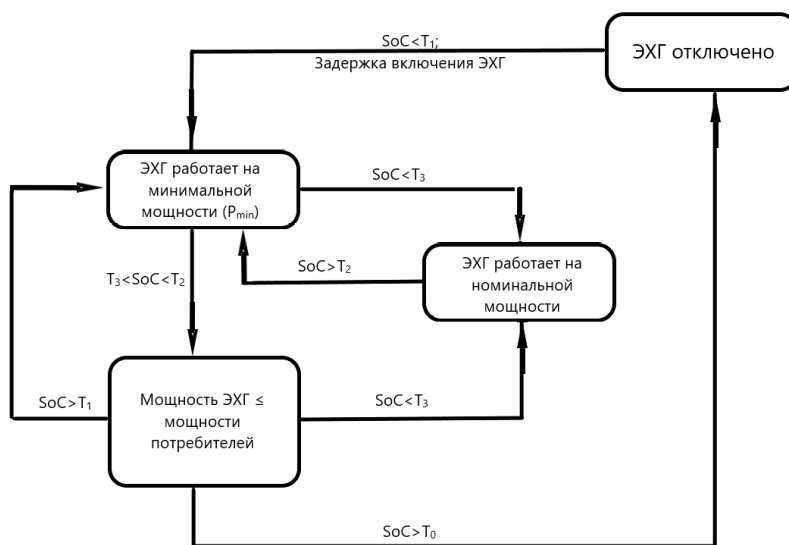 SoC<T₁;
Задержка включения ЭХГ
ЭХГ отключено
ЭХГ работает на
минимальной
мощности (Pmin)
SoC<T₃
SoC>T₂
ЭХГ работает на
номинальной
мощности
T₃<SoC<T₂
SoC>T₁
Мощность ЭХГ ≤
мощности
потребителей
SoC<T₃
SoC>T₀